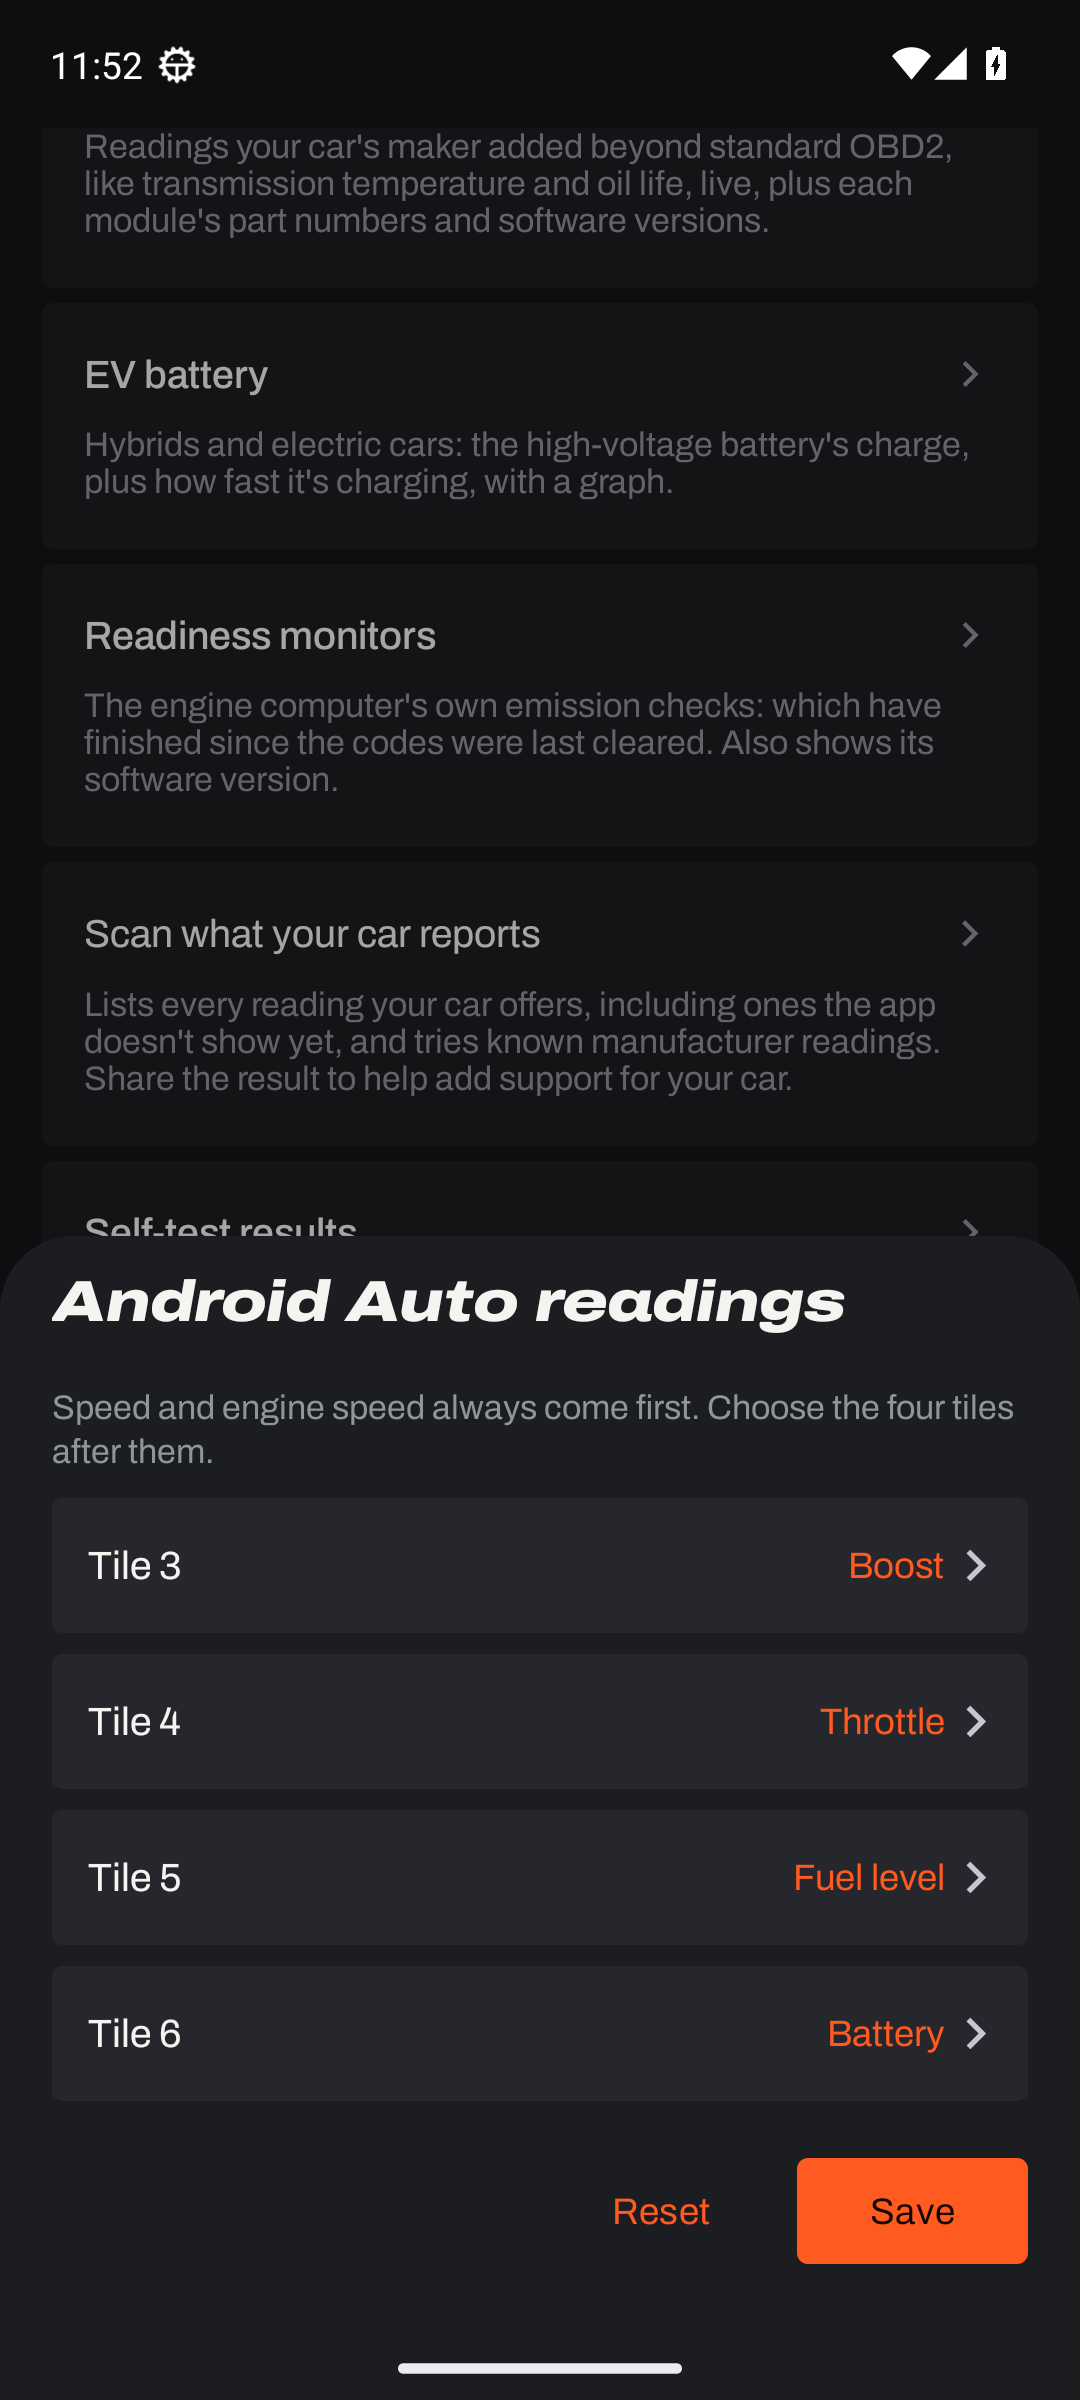 11:52
Readings your car's maker added beyond standard OBD2,
like transmission temperature and oil life, live, plus each
module's part numbers and software versions.
EV battery
Hybrids and electric cars: the high-voltage battery's charge,
plus how fast it's charging, with a graph.
Readiness monitors
The engine computer's own emission checks: which have
finished since the codes were last cleared. Also shows its
software version.
Scan what your car reports
Lists every reading your car offers, including ones the app
doesn't show yet, and tries known manufacturer readings.
Share the result to help add support for your car.
Self-test results
Android Auto readings
Speed and engine speed always come first. Choose the four tiles
after them.
Tile 3 Boost
Tile 4 Throttle
Tile 5 Fuel level
Tile 6 Battery
Reset Save